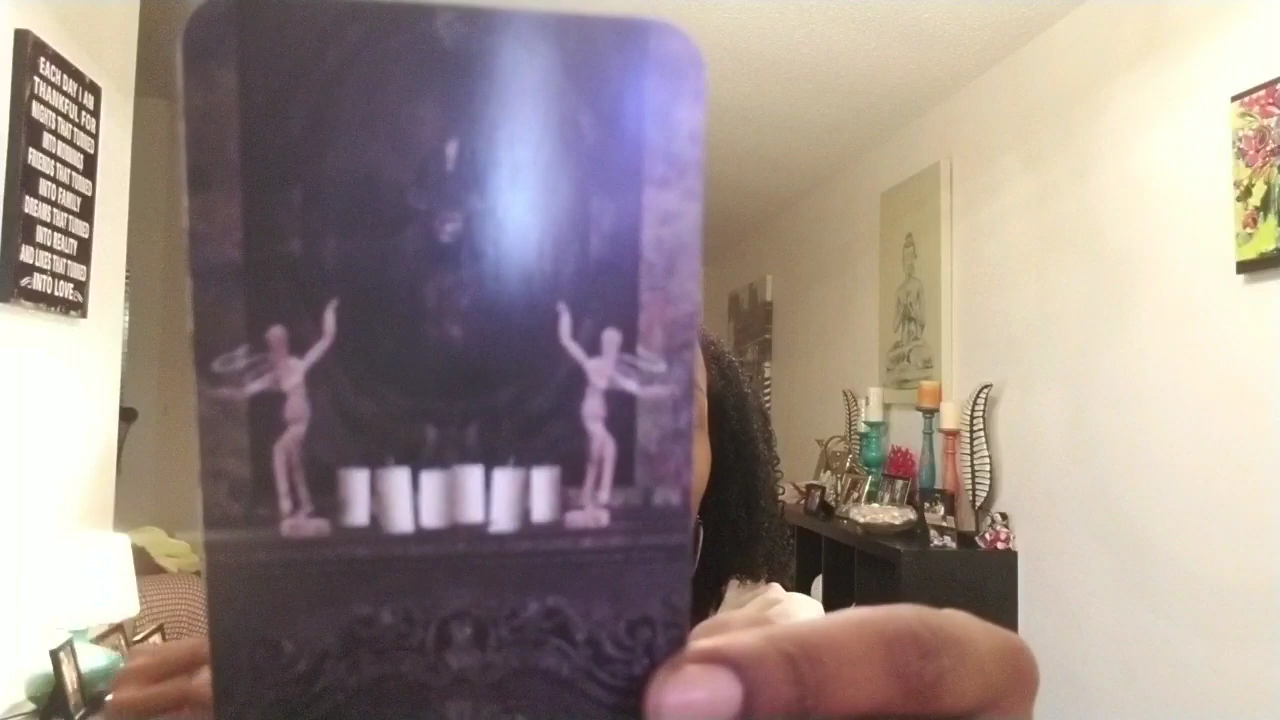 EACH DAY I AM
THANKFUL FOR
NIGHTS THAT TURNED
INTO MORNINGS
FRIENDS THAT TURNED
INTO FAMILY
DREAMS THAT TURNED
INTO REALITY
AND LIKES THAT TURNED
INTO LOVE